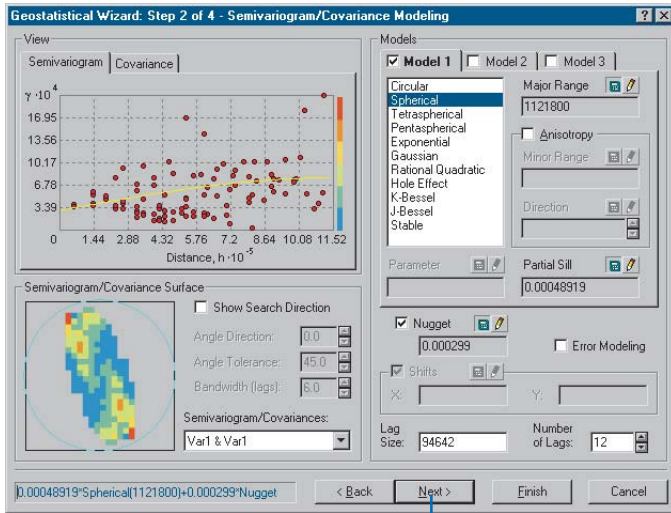 Geostatistical Wizard: Step 2 of 4 - Semivariogram/Covariance Modeling
View
Semivariogram
Covariance
γ·10⁴
16.95
13.56
10.17
6.78
3.39
0 1.44 2.88 4.32 5.76 7.2 8.64 10.08 11.52
Distance, h·10⁻⁵
Semivariogram/Covariance Surface
Show Search Direction
Angle Direction: 0.0
Angle Tolerance: 45.0
Bandwidth (lags): 6.0
Semivariogram/Covariances:
Var1 & Var1
Models
Model 1
Model 2
Model 3
Circular
Spherical
Tetraspherical
Pentaspherical
Exponential
Gaussian
Rational Quadratic
Hole Effect
K-Bessel
J-Bessel
Stable
Major Range
1121800
Anisotropy
Minor Range
Direction
Parameter
Partial Sill
0.00048919
Nugget
0.000299
Error Modeling
Shifts
X:
Y:
Lag Size: 94642
Number of Lags: 12
0.00048919*Spherical(1121800)+0.000299*Nugget
< Back
Next >
Finish
Cancel